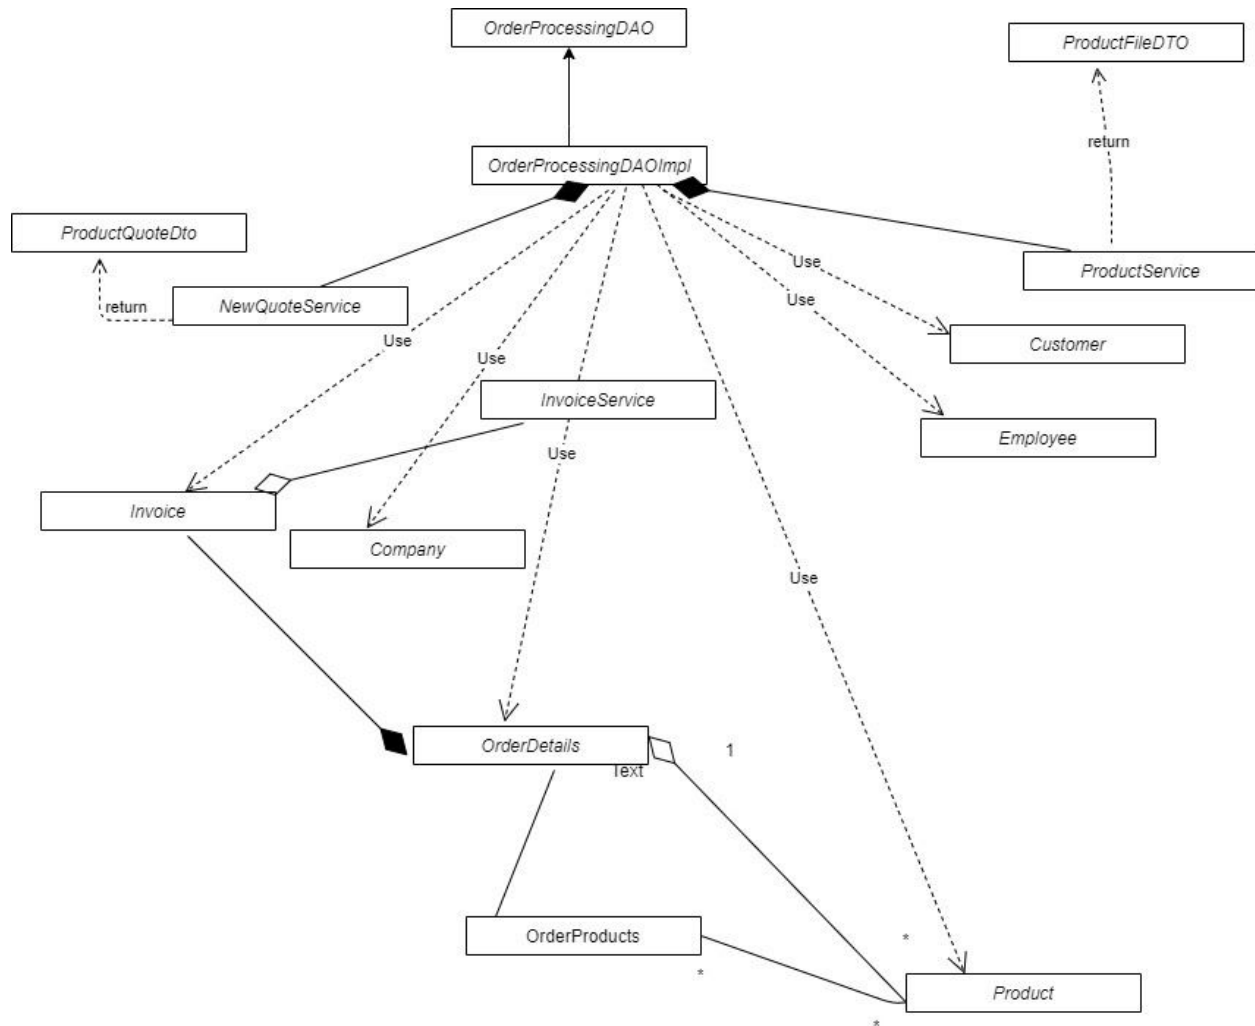 OrderProcessingDAO
ProductFileDTO
return
OrderProcessingDAOImpl
ProductQuoteDto
Use
ProductService
NewQuoteService
return
Use
Use
Customer
Use
InvoiceService
Employee
Use
Invoice
Company
Use
OrderDetails
1
Text
OrderProducts
*
*
Product
*